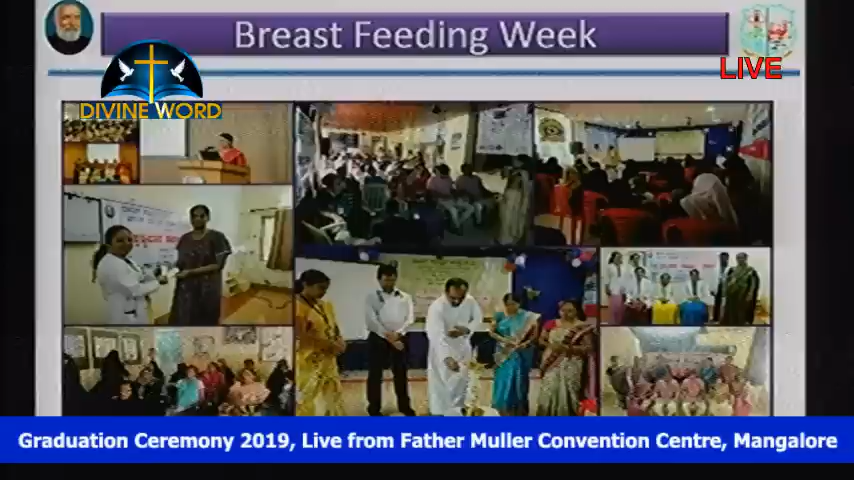 Breast Feeding Week
LIVE
DIVINE WORD
Graduation Ceremony 2019, Live from Father Muller Convention Centre, Mangalore